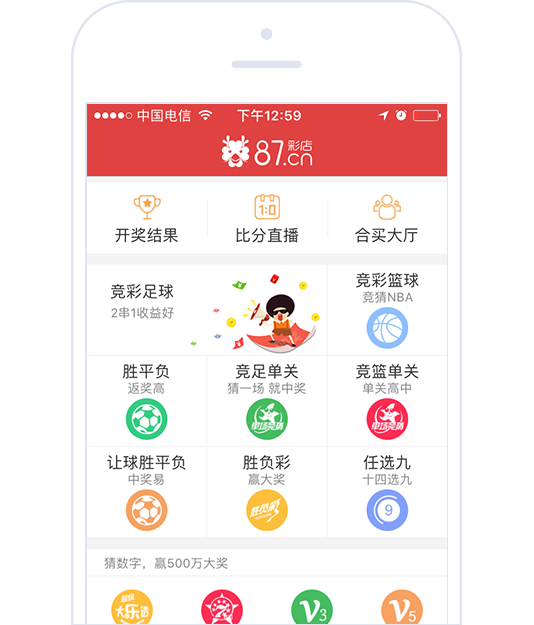 中国电信 下午12:59
87.cn 彩店
开奖结果 1:0 比分直播 合买大厅
竞彩足球
2串1收益好
竞彩篮球
竞猜NBA
胜平负 竞足单关 竞篮单关
返奖高 猜一场 就中奖 单关高中
单场竞猜 单场竞猜
让球胜平负 胜负彩 任选九
中奖易 赢大奖 十四选九
胜负彩 9
猜数字，赢500万大奖
超级
大乐透 V3 V5